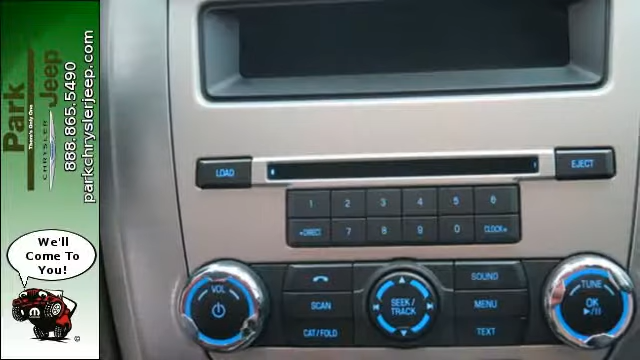 Park
There's Only One
CHRYSLER
Jeep
888.865.5490
parkchryslerjeep.com
We'll
Come To
You!
©
LOAD
EJECT
1 2 3 4 5 6
DIRECT 7 8 9 0 CLOCK
VOL
SOUND
TUNE
SCAN
SEEK/
TRACK
MENU
OK
CAT/FOLD
TEXT